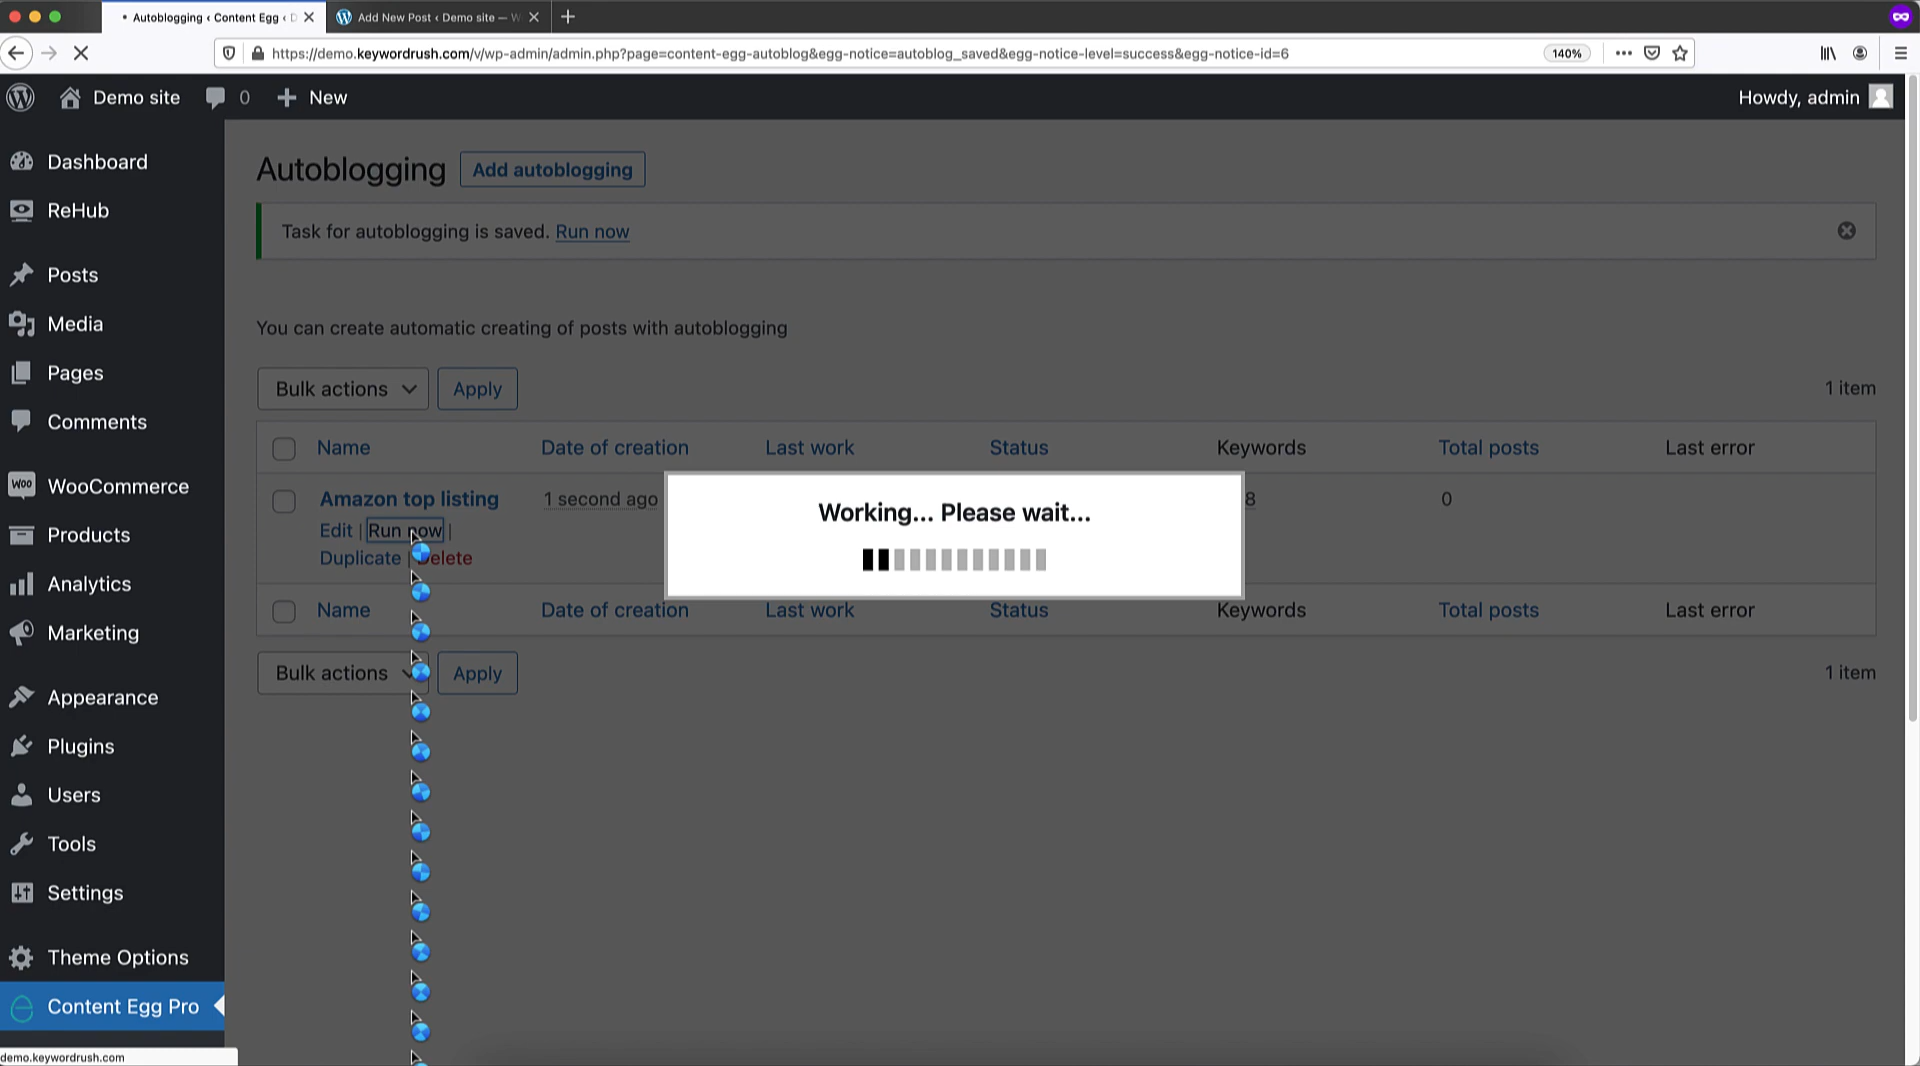 Autoblogging ‹ Content Egg ‹ D
Add New Post ‹ Demo site — W
https://demo.keywordrush.com/v/wp-admin/admin.php?page=content-egg-autoblog&egg-notice=autoblog_saved&egg-notice-level=success&egg-notice-id=6
140%
Demo site
0
New
Howdy, admin
Dashboard
ReHub
Posts
Media
Pages
Comments
Woo
WooCommerce
Products
Analytics
Marketing
Appearance
Plugins
Users
Tools
Settings
Theme Options
Content Egg Pro
demo.keywordrush.com
Autoblogging
Add autoblogging
Task for autoblogging is saved. Run now
You can create automatic creating of posts with autoblogging
Bulk actions
Apply
1 item
Name Date of creation Last work Status Keywords Total posts Last error
Amazon top listing 1 second ago 8 0
Edit | Run now |
Duplicate | Delete
Working... Please wait...
Name Date of creation Last work Status Keywords Total posts Last error
Bulk actions
Apply
1 item